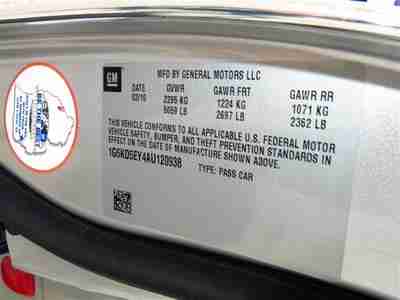 GM
MFD BY GENERAL MOTORS LLC
DATE GVWR GAWR FRT GAWR RR
03/10 2295 KG 1224 KG 1071 KG
5059 LB 2697 LB 2362 LB
THIS VEHICLE CONFORMS TO ALL APPLICABLE U.S. FEDERAL MOTOR
VEHICLE SAFETY, BUMPER, AND THEFT PREVENTION STANDARDS IN
EFFECT ON THE DATE OF MANUFACTURE SHOWN ABOVE.
1G6KD5EY4AU120938 TYPE: PASS CAR